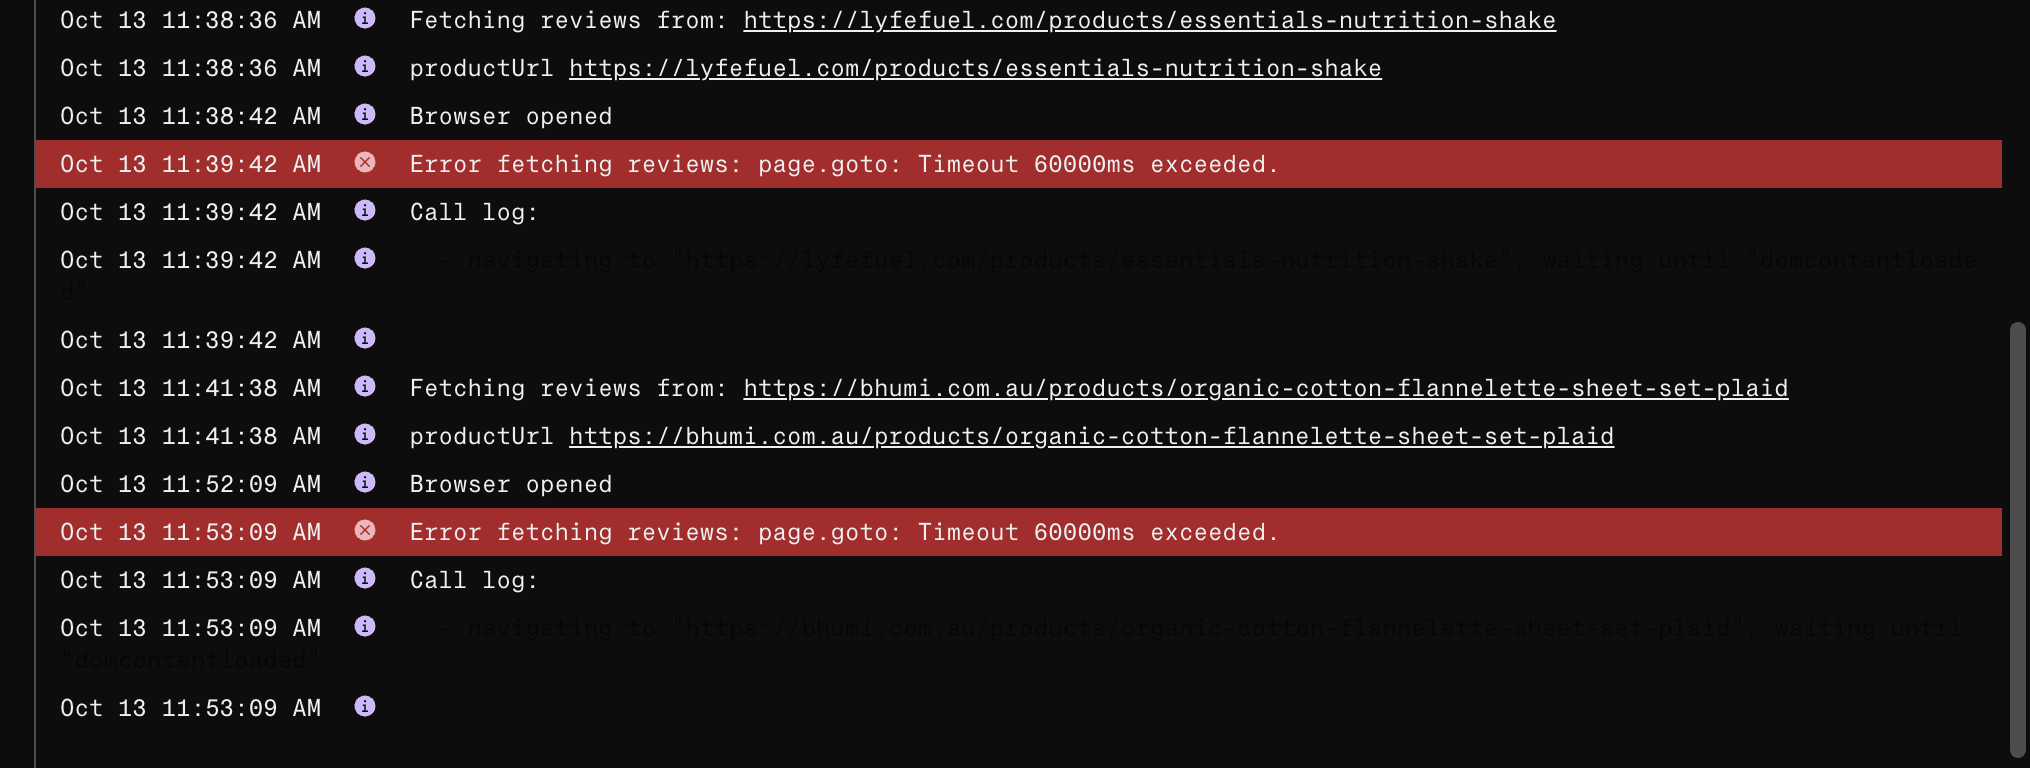 Oct 13 11:38:36 AM Fetching reviews from: https://lyfefuel.com/products/essentials-nutrition-shake
Oct 13 11:38:36 AM productUrl https://lyfefuel.com/products/essentials-nutrition-shake
Oct 13 11:38:42 AM Browser opened
Oct 13 11:39:42 AM Error fetching reviews: page.goto: Timeout 60000ms exceeded.
Oct 13 11:39:42 AM Call log:
Oct 13 11:39:42 AM - navigating to "https://lyfefuel.com/products/essentials-nutrition-shake", waiting until "domcontentloade
d"
Oct 13 11:39:42 AM
Oct 13 11:41:38 AM Fetching reviews from: https://bhumi.com.au/products/organic-cotton-flannelette-sheet-set-plaid
Oct 13 11:41:38 AM productUrl https://bhumi.com.au/products/organic-cotton-flannelette-sheet-set-plaid
Oct 13 11:52:09 AM Browser opened
Oct 13 11:53:09 AM Error fetching reviews: page.goto: Timeout 60000ms exceeded.
Oct 13 11:53:09 AM Call log:
Oct 13 11:53:09 AM - navigating to "https://bhumi.com.au/products/organic-cotton-flannelette-sheet-set-plaid", waiting until
"domcontentloaded"
Oct 13 11:53:09 AM